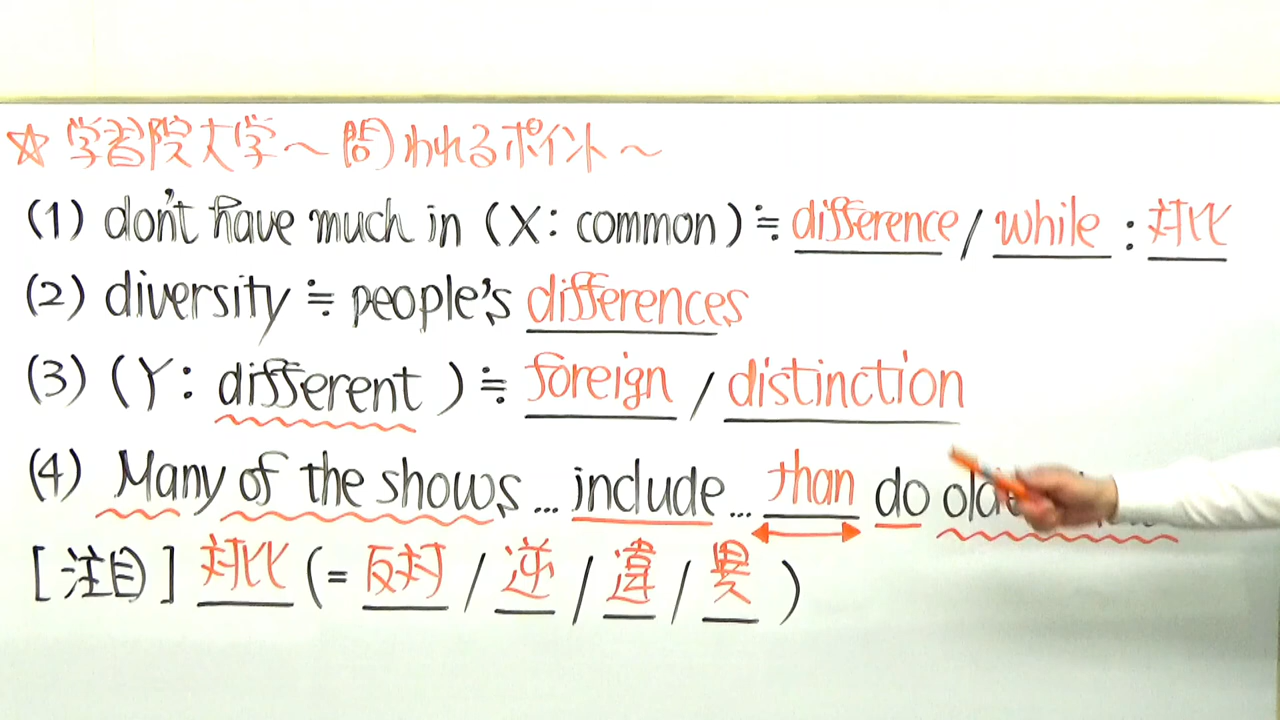 ☆ 学習院大学～問われるポイント～
(1) don't have much in (X: common) ≒ difference / while : 対比
(2) diversity ≒ people's differences
(3) (Y: different) ≒ foreign / distinction
(4) Many of the shows … include … than do
[注目] 対比 (= 反対 / 逆 / 違 / 異)